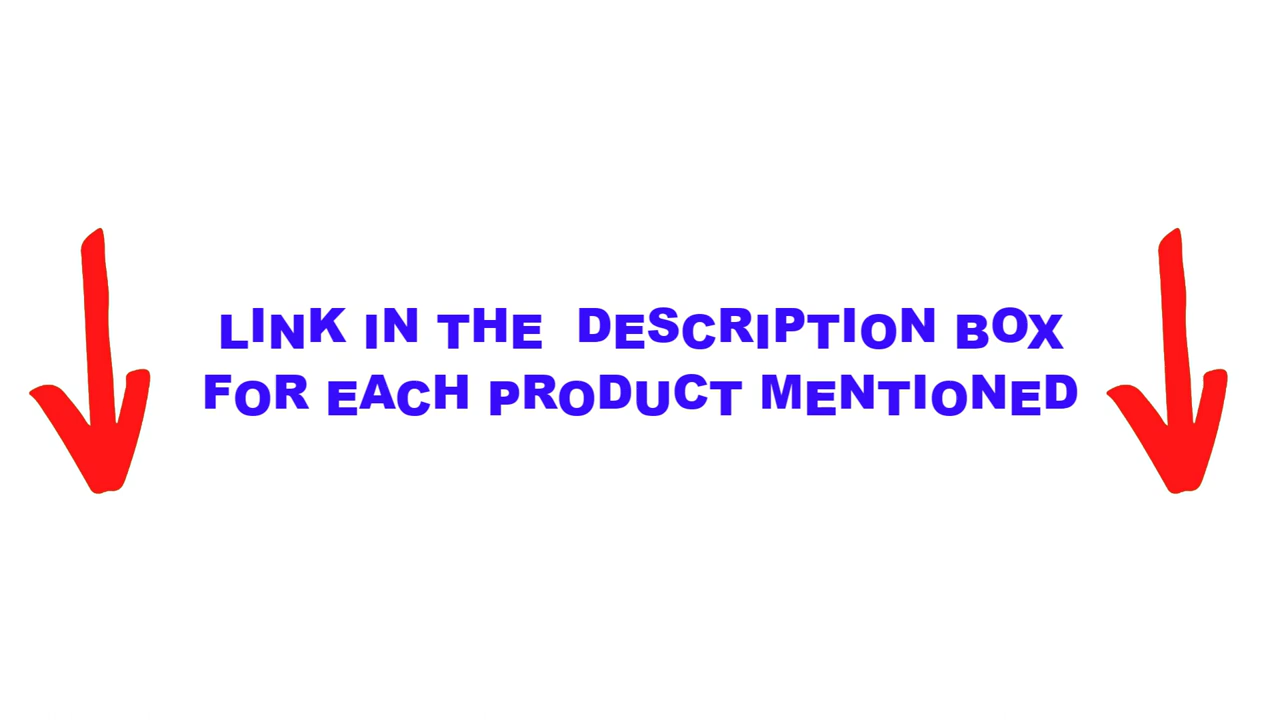 LINK IN THE DESCRIPTION BOX
FOR EACH PRODUCT MENTIONED